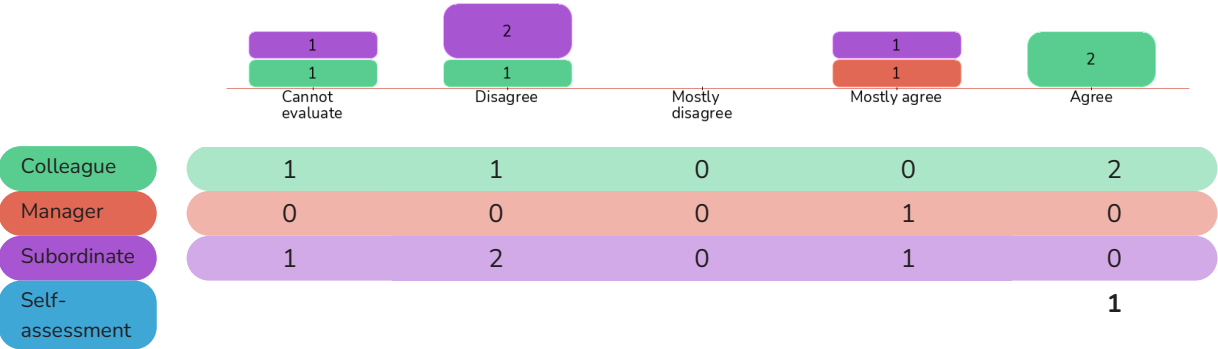 2
1 1
1 1 1 2
Cannot evaluate Disagree Mostly disagree Mostly agree Agree
Colleague 1 1 0 0 2
Manager 0 0 0 1 0
Subordinate 1 2 0 1 0
Self-
assessment 1